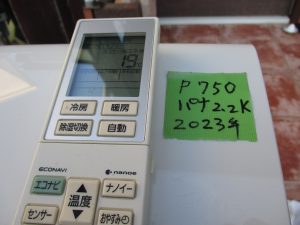 19
冷房
暖房
除湿切換
自動
ECONAVI
nanoe
エコナビ
ナノイー
温度
センサー
おやすみ
P750
パナ2.2K
2023年